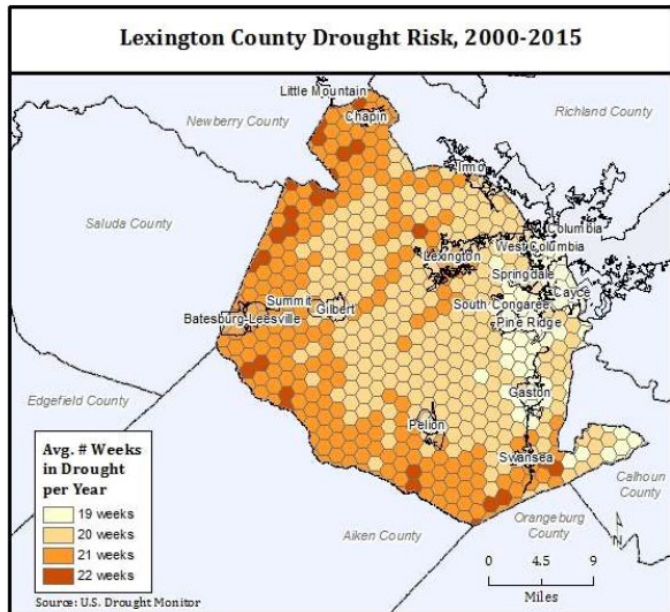 Lexington County Drought Risk, 2000-2015
Little Mountain
Chapin
Newberry County
Richland County
Irmo
Saluda County
Columbia
West Columbia
Lexington
Springdale
Cayce
Summit
South Congaree
Gilbert
Batesburg-Leesville
Pine Ridge
Edgefield County
Gaston
Pelion
Swansea
Calhoun
County
Orangeburg
County
Aiken County
N
Avg. # Weeks
in Drought
per Year
19 weeks
20 weeks
21 weeks
22 weeks
Source: U.S. Drought Monitor
0 4.5 9
Miles